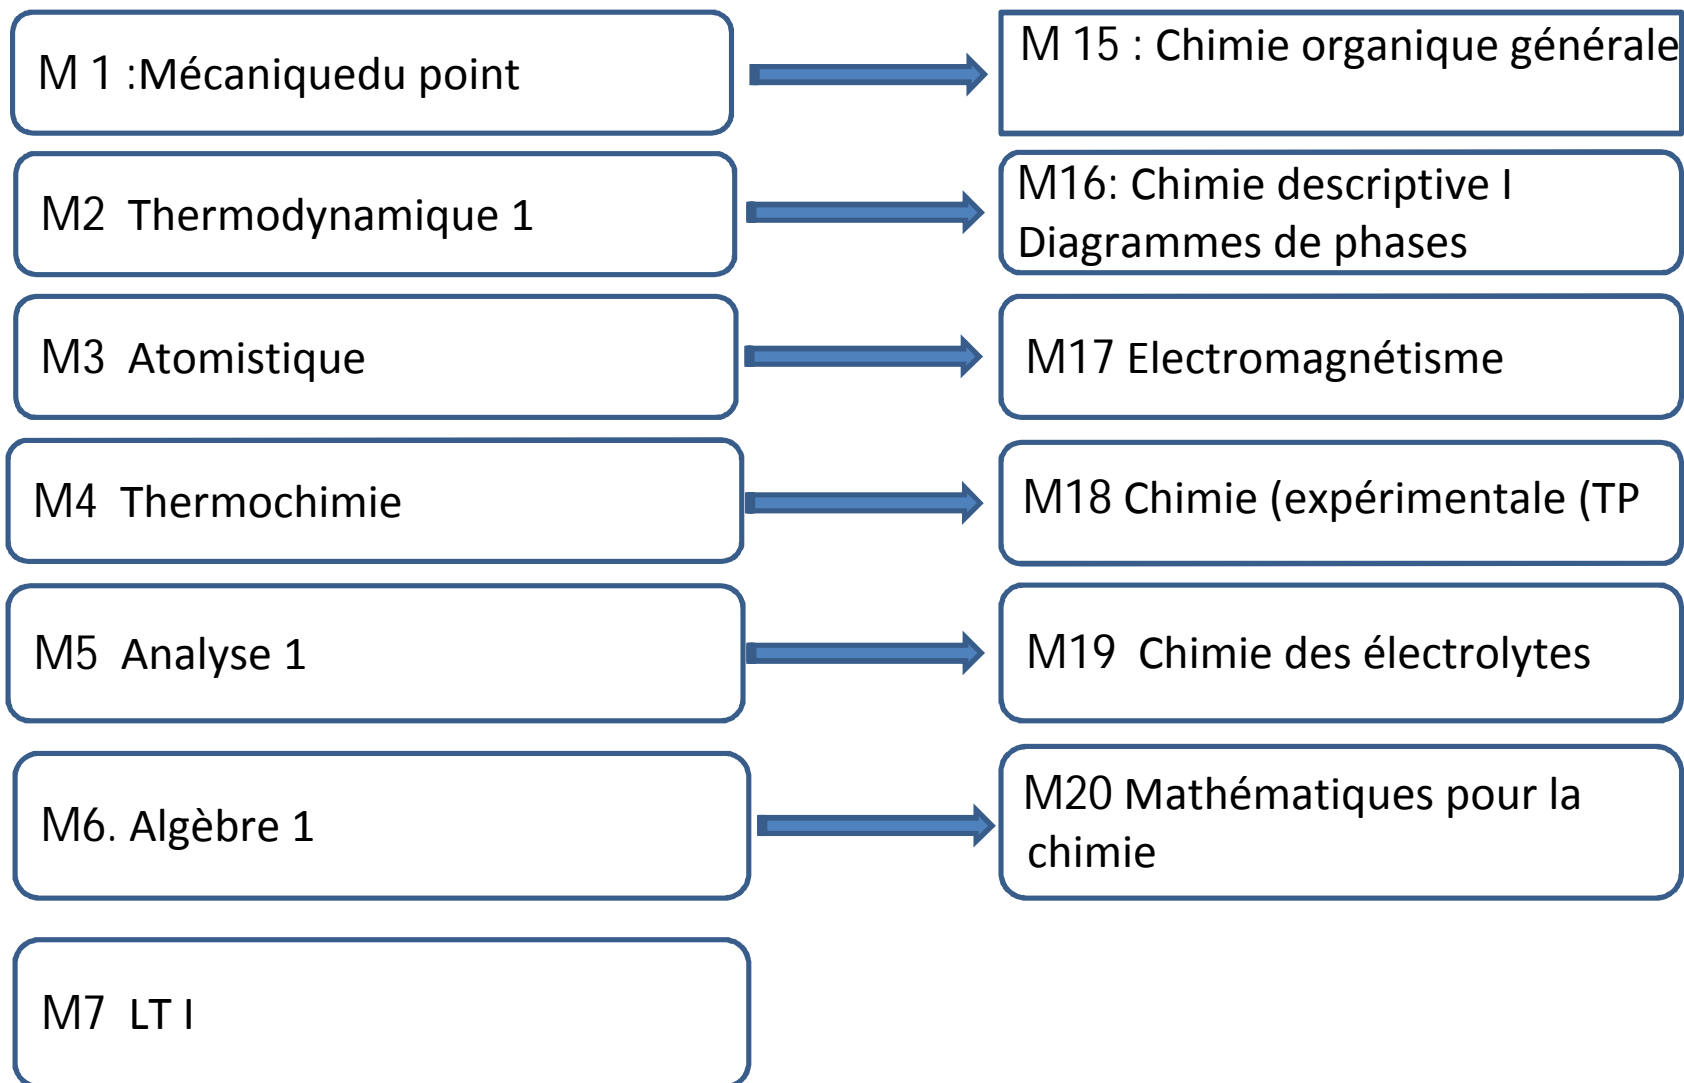 M 1 :Mécaniquedu point
M 15 : Chimie organique générale
M2 Thermodynamique 1
M16: Chimie descriptive I
Diagrammes de phases
M3 Atomistique
M17 Electromagnétisme
M4 Thermochimie
M18 Chimie (expérimentale (TP
M5 Analyse 1
M19 Chimie des électrolytes
M6. Algèbre 1
M20 Mathématiques pour la
chimie
M7 LT I